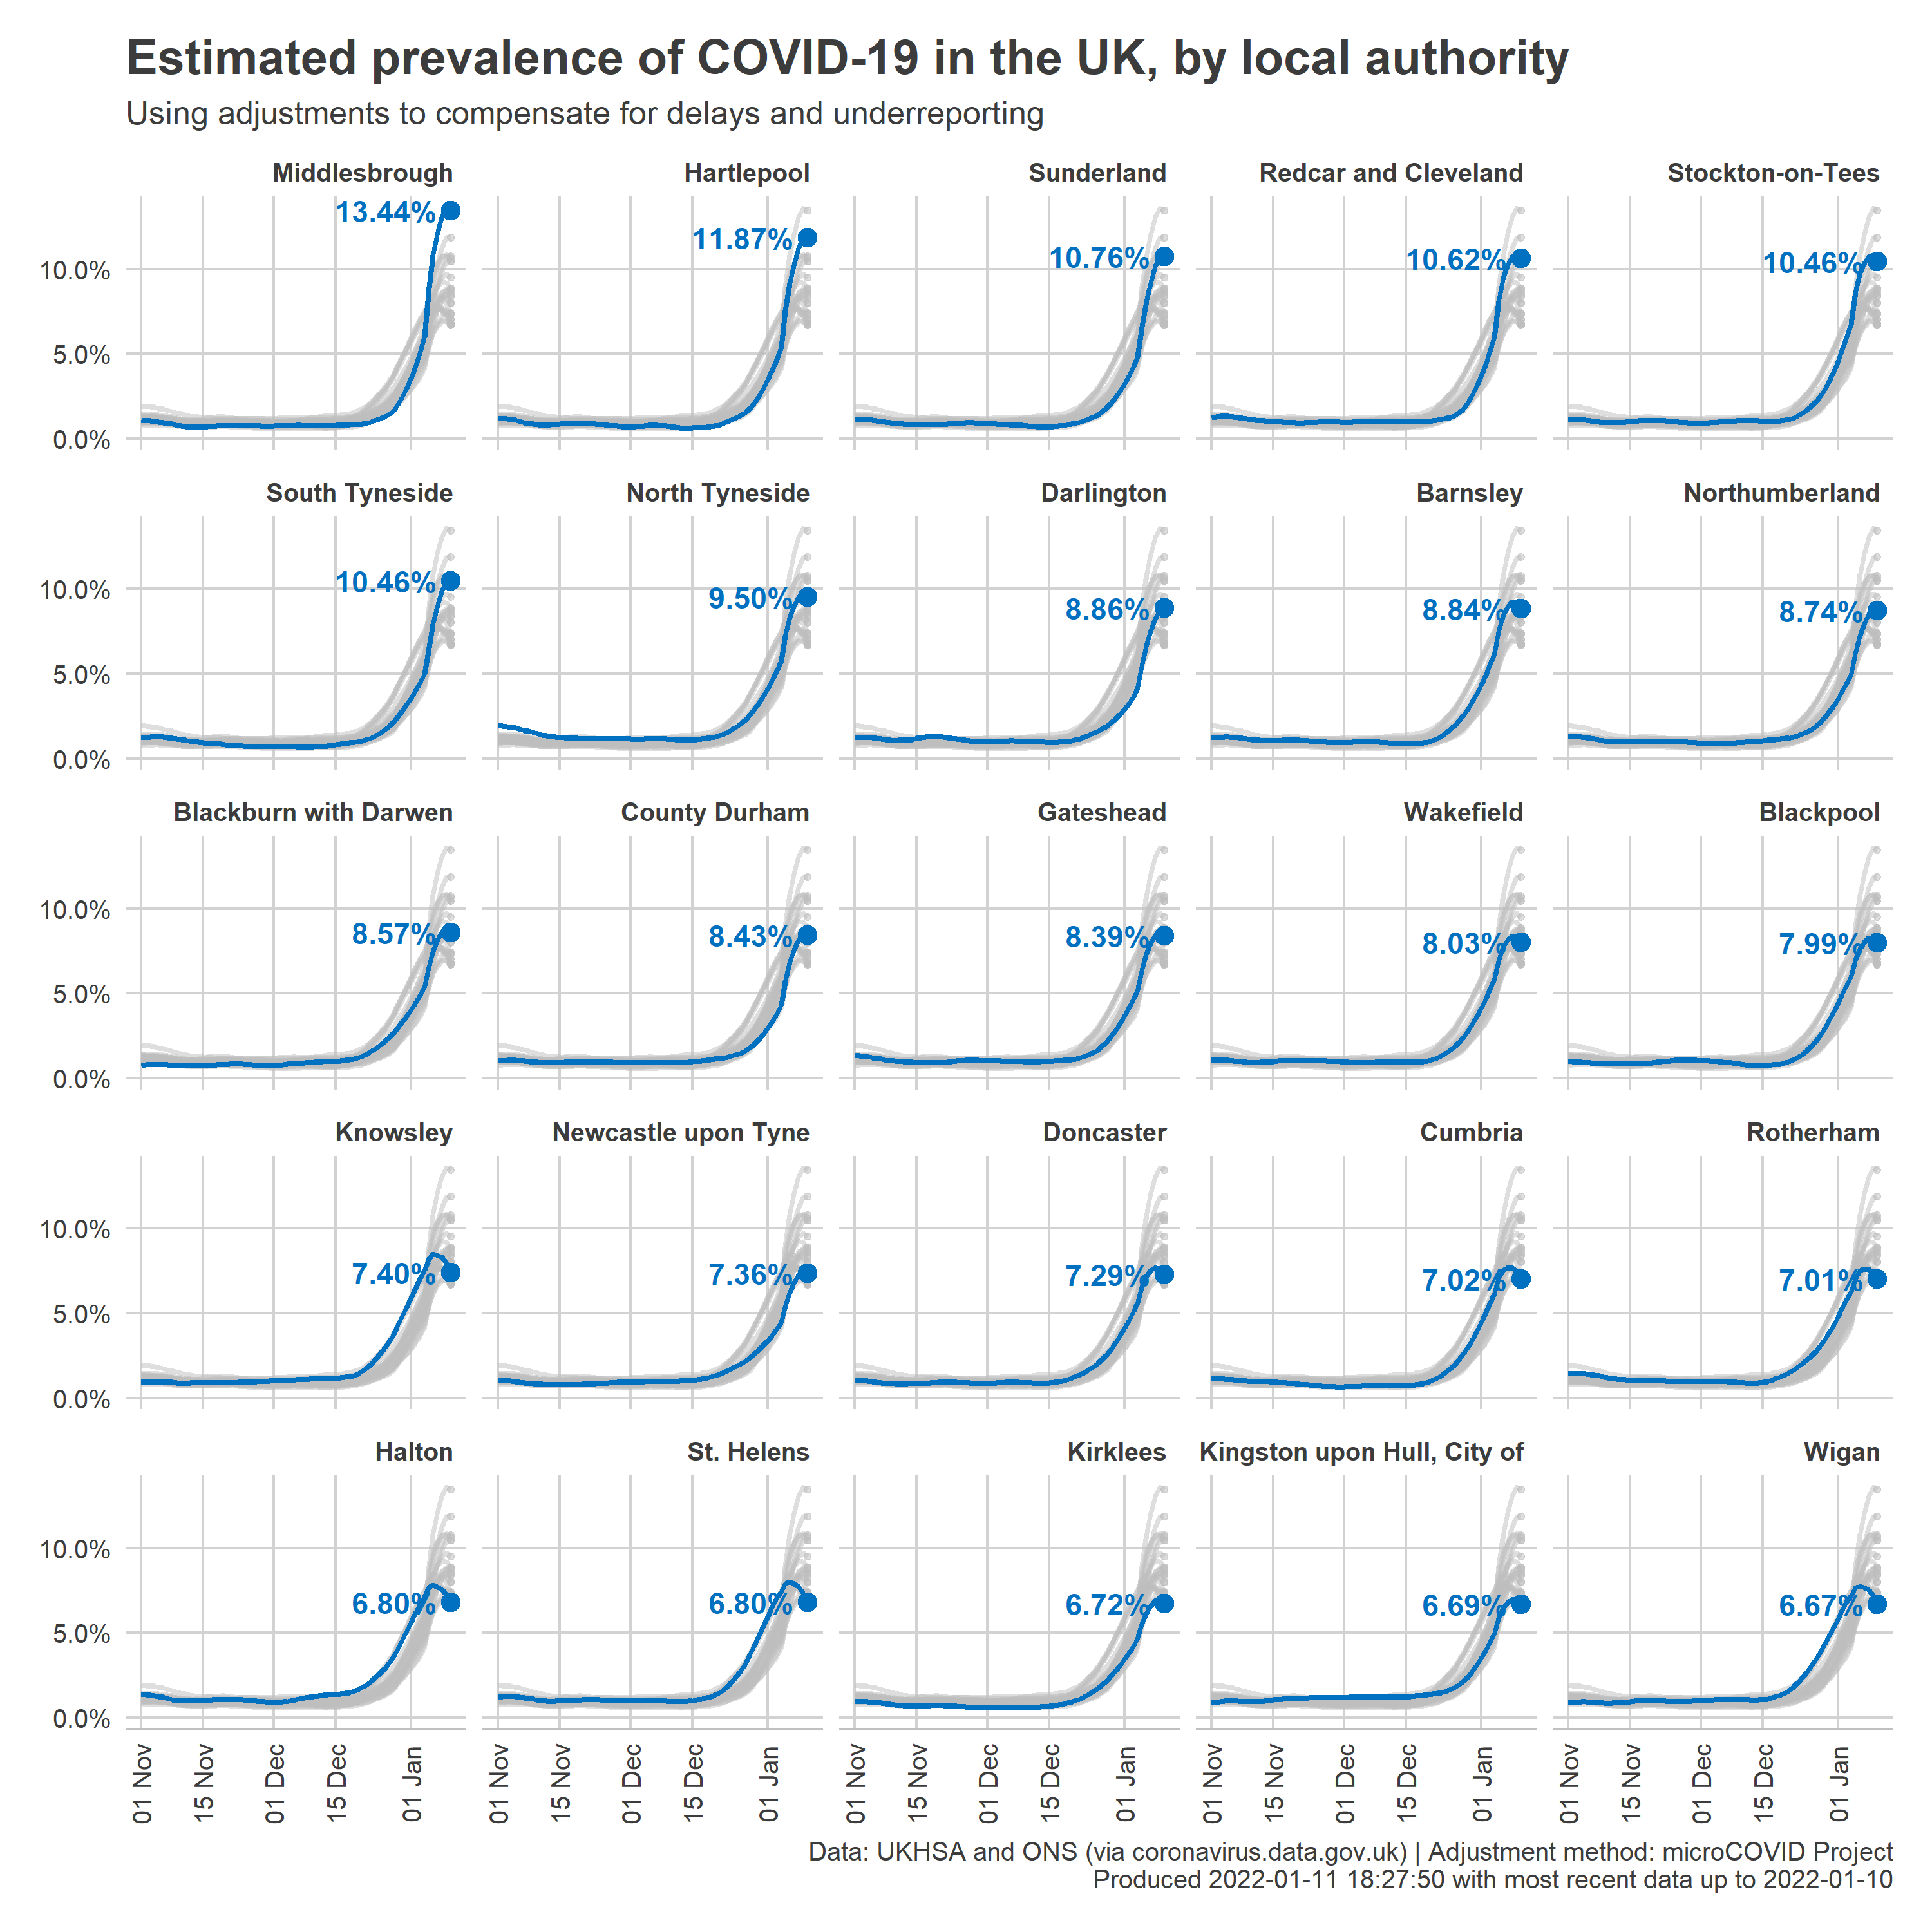 Estimated prevalence of COVID-19 in the UK, by local authority
Using adjustments to compensate for delays and underreporting
Middlesbrough
Hartlepool
Sunderland
Redcar and Cleveland
Stockton-on-Tees
13.44%
11.87%
10.76%
10.62%
10.46%
10.0%
5.0%
0.0%
South Tyneside
North Tyneside
Darlington
Barnsley
Northumberland
10.46%
9.50%
8.86%
8.84%
8.74%
10.0%
5.0%
0.0%
Blackburn with Darwen
County Durham
Gateshead
Wakefield
Blackpool
8.57%
8.43%
8.39%
8.03%
7.99%
10.0%
5.0%
0.0%
Knowsley
Newcastle upon Tyne
Doncaster
Cumbria
Rotherham
7.40%
7.36%
7.29%
7.02%
7.01%
10.0%
5.0%
0.0%
Halton
St. Helens
Kirklees
Kingston upon Hull, City of
Wigan
6.80%
6.80%
6.72%
6.69%
6.67%
10.0%
5.0%
0.0%
01 Nov
15 Nov
01 Dec
15 Dec
01 Jan
01 Nov
15 Nov
01 Dec
15 Dec
01 Jan
01 Nov
15 Nov
01 Dec
15 Dec
01 Jan
01 Nov
15 Nov
01 Dec
15 Dec
01 Jan
01 Nov
15 Nov
01 Dec
15 Dec
01 Jan
Data: UKHSA and ONS (via coronavirus.data.gov.uk) | Adjustment method: microCOVID Project
Produced 2022-01-11 18:27:50 with most recent data up to 2022-01-10